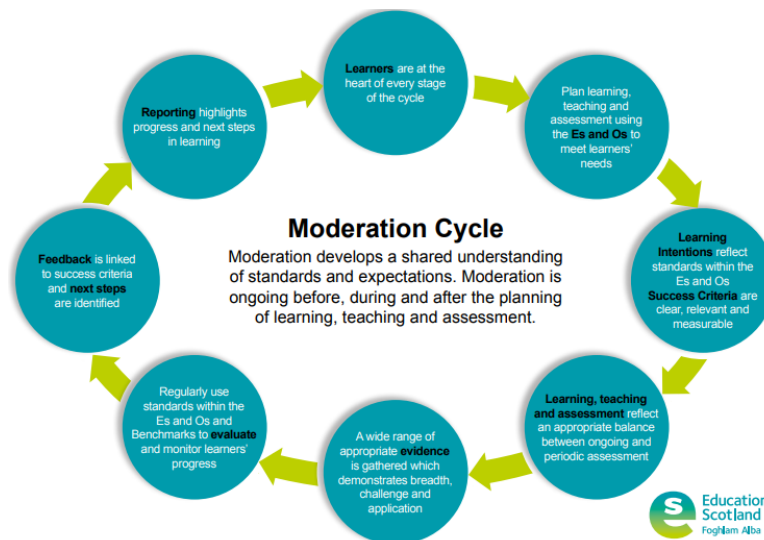 Learners are at the
heart of every stage
of the cycle
Plan learning,
teaching and
assessment using
the Es and Os to
meet learners'
needs
Learning
Intentions reflect
standards within the
Es and Os
Success Criteria are
clear, relevant and
measurable
Learning, teaching
and assessment reflect
an appropriate balance
between ongoing and
periodic assessment
A wide range of
appropriate evidence
is gathered which
demonstrates breadth,
challenge and
application
Regularly use
standards within the
Es and Os and
Benchmarks to evaluate
and monitor learners'
progress
Feedback is linked
to success criteria
and next steps
are identified
Reporting highlights
progress and next steps
in learning
Moderation Cycle
Moderation develops a shared understanding
of standards and expectations. Moderation is
ongoing before, during and after the planning
of learning, teaching and assessment.
Education
Scotland
Foghlam Alba